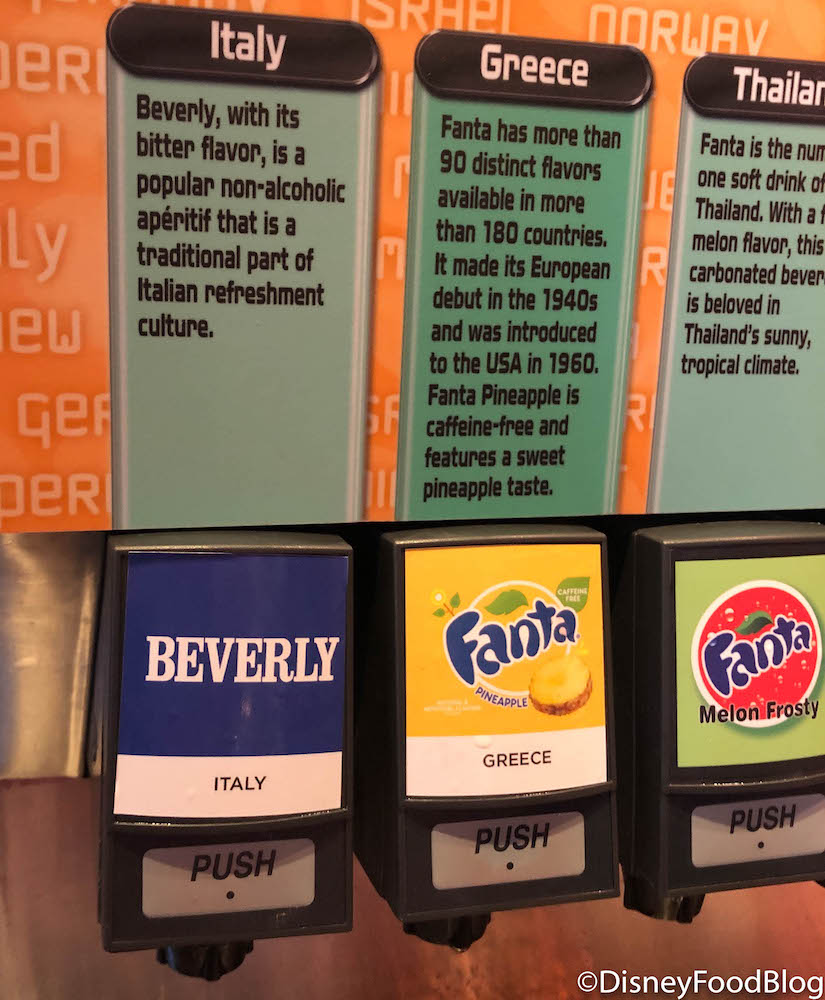 ISRAEL
NORWAY
Italy
Beverly, with its
bitter flavor, is a
popular non-alcoholic
apéritif that is a
traditional part of
Italian refreshment
culture.
Greece
Fanta has more than
90 distinct flavors
available in more
than 180 countries.
It made its European
debut in the 1940s
and was introduced
to the USA in 1960.
Fanta Pineapple is
caffeine-free and
features a sweet
pineapple taste.
Thailan
Fanta is the num
one soft drink of
Thailand. With a f
melon flavor, this
carbonated bever
is beloved in
Thailand's sunny,
tropical climate.
BEVERLY
ITALY
PUSH
CAFFEINE
FREE
Fanta
PINEAPPLE
GREECE
PUSH
Fanta
Melon Frosty
PUSH
©DisneyFoodBlog